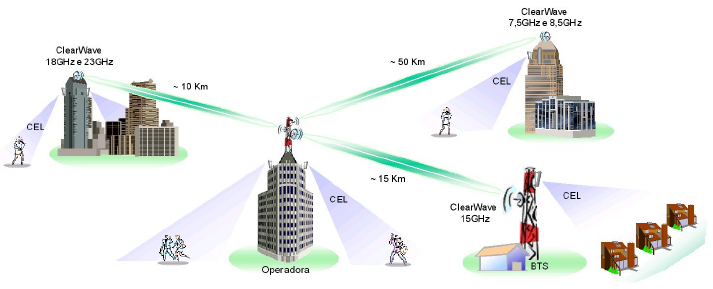 ClearWave
18GHz e 23GHz
~ 10 Km
CEL
ClearWave
7,5GHz e 8,5GHz
~ 50 Km
CEL
~ 15 Km
CEL
Operadora
ClearWave
15GHz
CEL
BTS